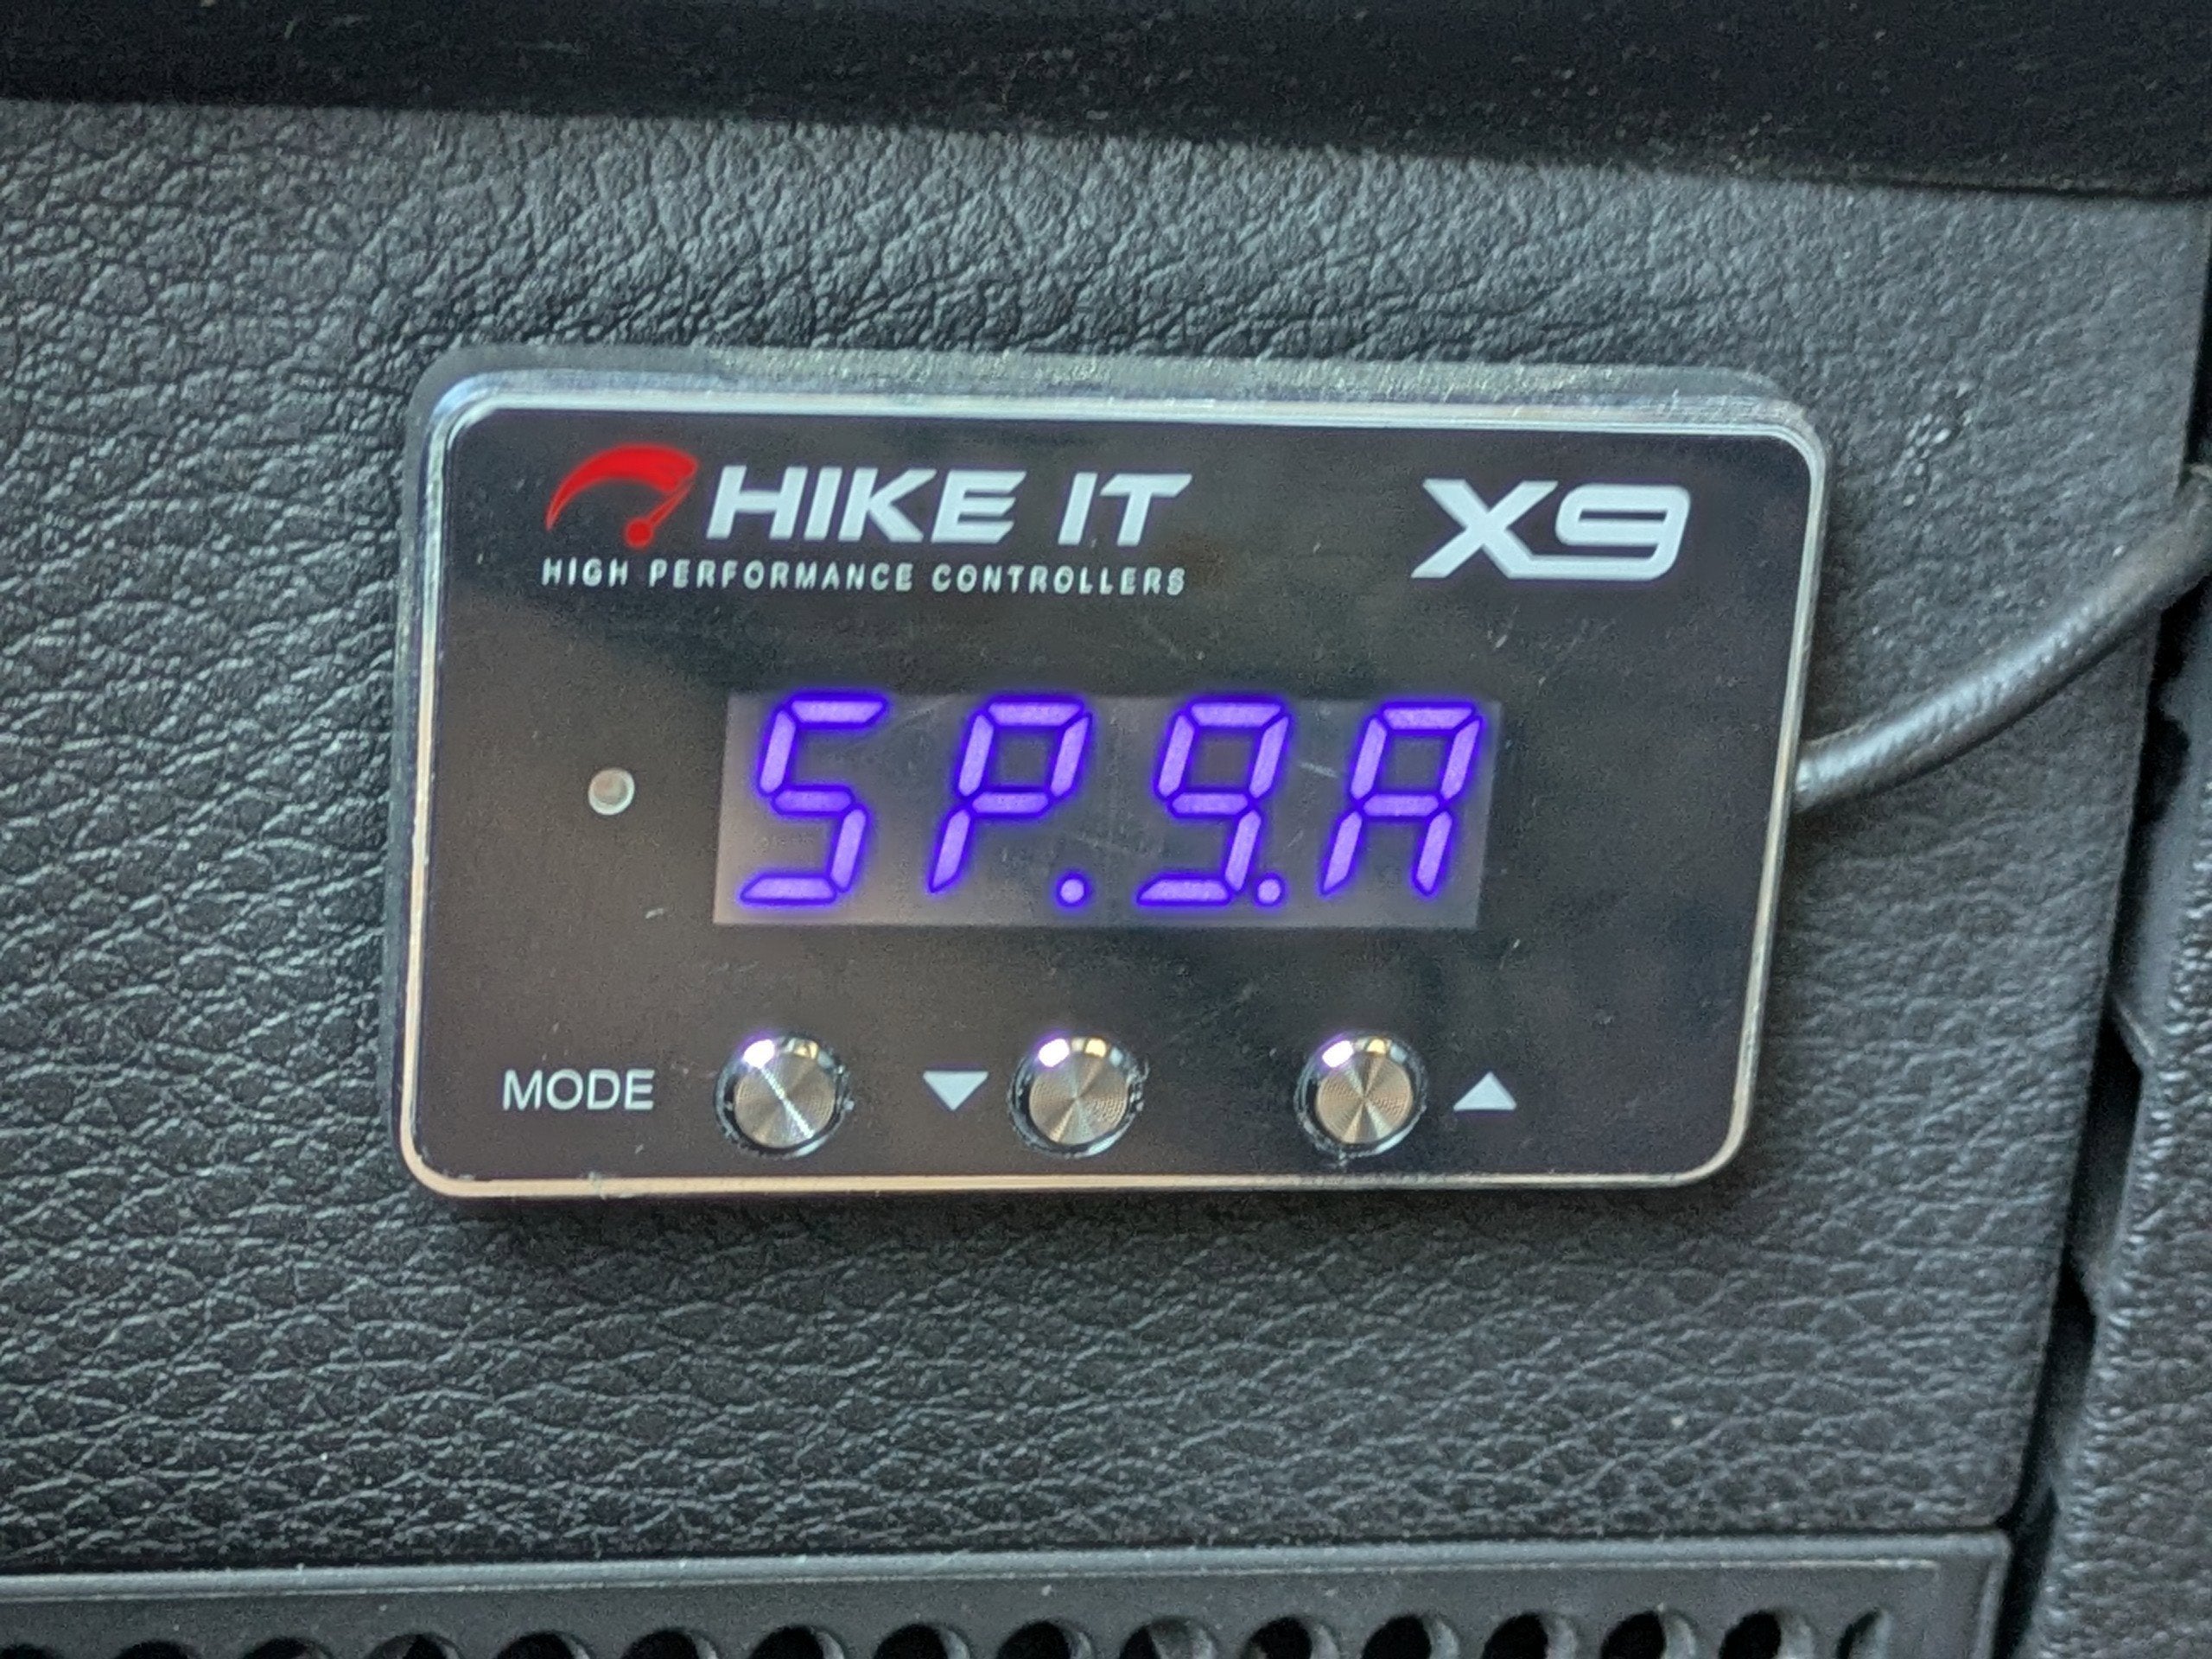 HIKE IT X9
HIGH PERFORMANCE CONTROLLERS
SP.9.A
MODE ▼ ▲